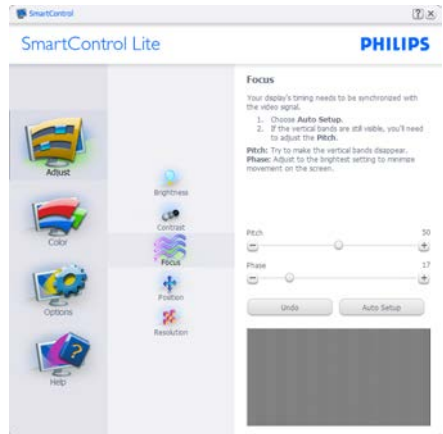 SmartControl
SmartControl Lite
PHILIPS
Adjust
Color
Options
Help
Brightness
Contrast
Focus
Position
Resolution
Focus
Your display's timing needs to be synchronized with
the video signal.
1. Choose Auto Setup.
2. If the vertical bands are still visible, you'll need
to adjust the Pitch.
Pitch: Try to make the vertical bands disappear.
Phase: Adjust to the brightest setting to minimize
movement on the screen.
Pitch 50
Phase 17
Undo Auto Setup